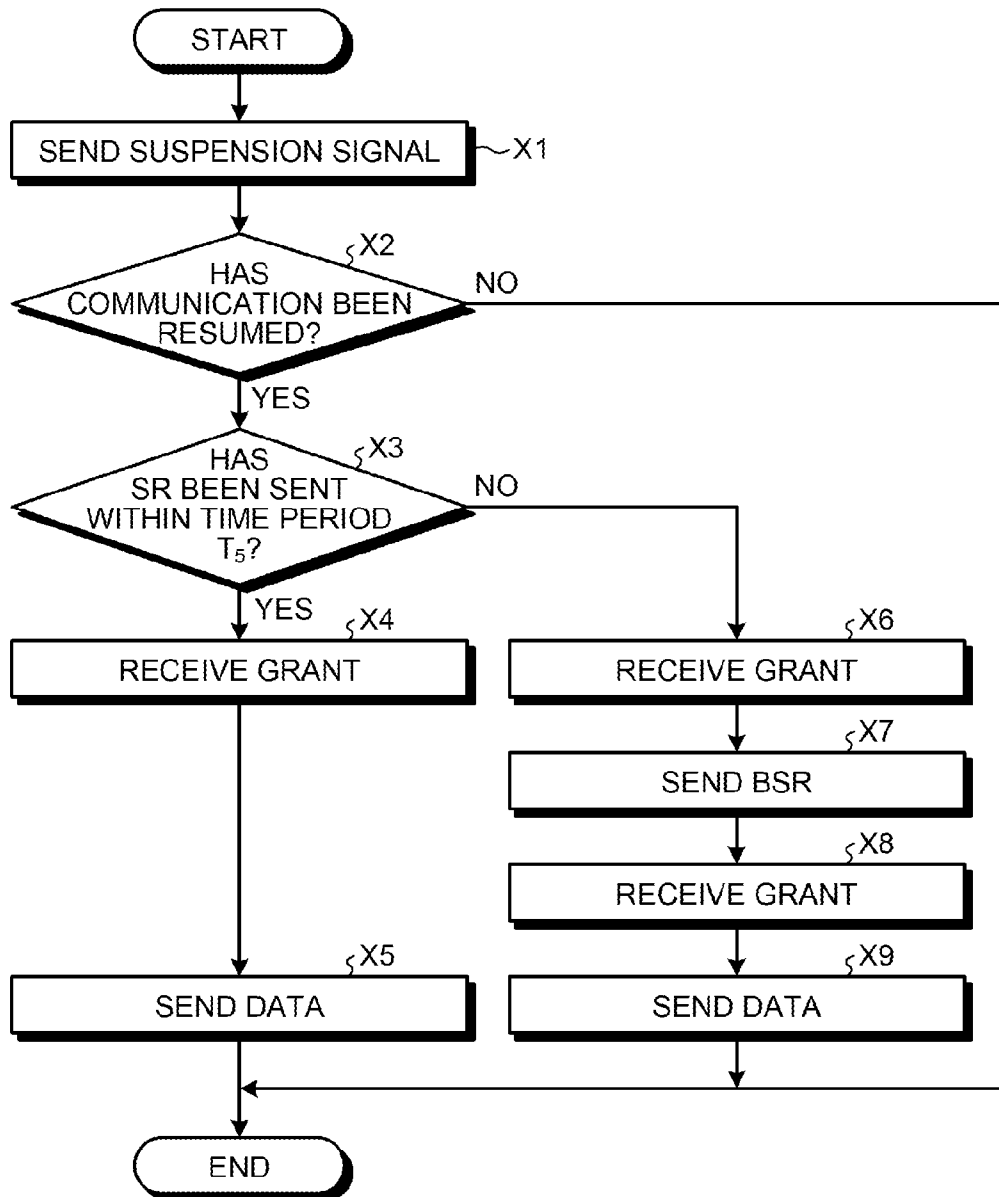 START
SEND SUSPENSION SIGNAL
X1
X2
HAS
COMMUNICATION BEEN
RESUMED?
NO
YES
X3
HAS
SR BEEN SENT
WITHIN TIME PERIOD
T5?
NO
YES
X4
RECEIVE GRANT
X6
RECEIVE GRANT
X7
SEND BSR
X8
RECEIVE GRANT
X5
SEND DATA
X9
SEND DATA
END